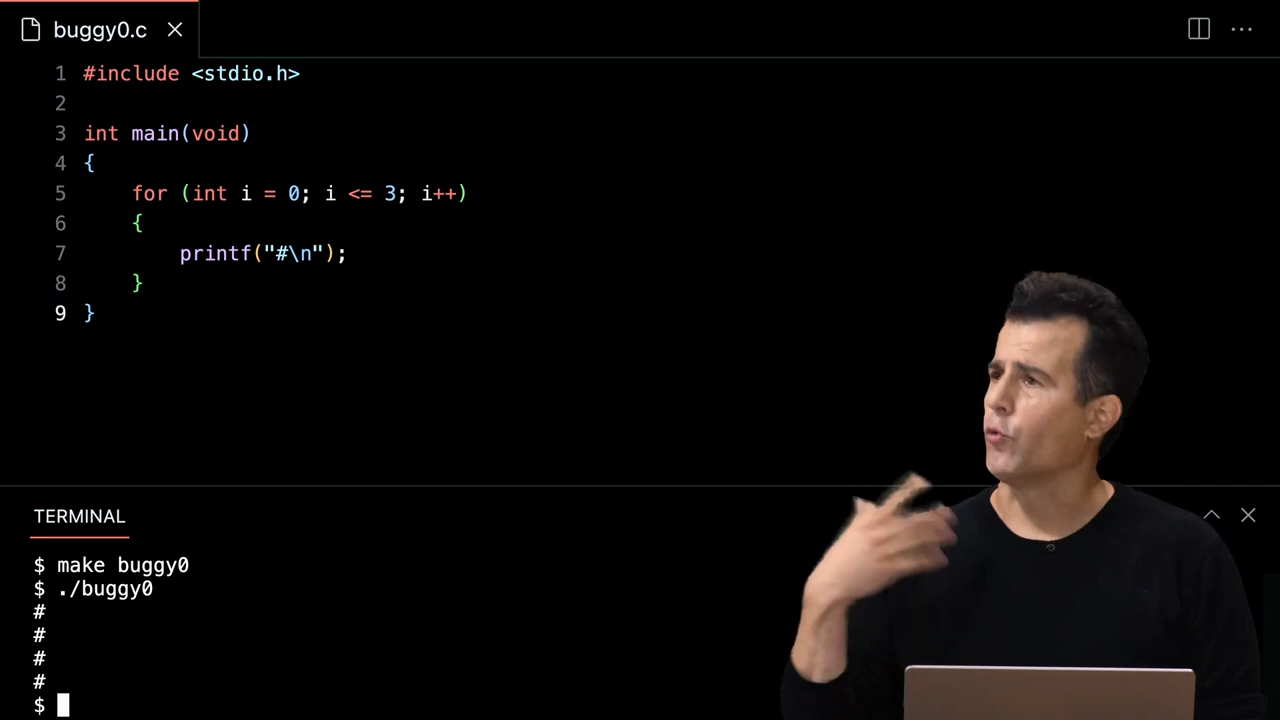 buggy0.c
1 #include <stdio.h>
2
3 int main(void)
4 {
5     for (int i = 0; i <= 3; i++)
6     {
7         printf("#\n");
8     }
9 }
TERMINAL
$ make buggy0
$ ./buggy0
#
#
#
#
$